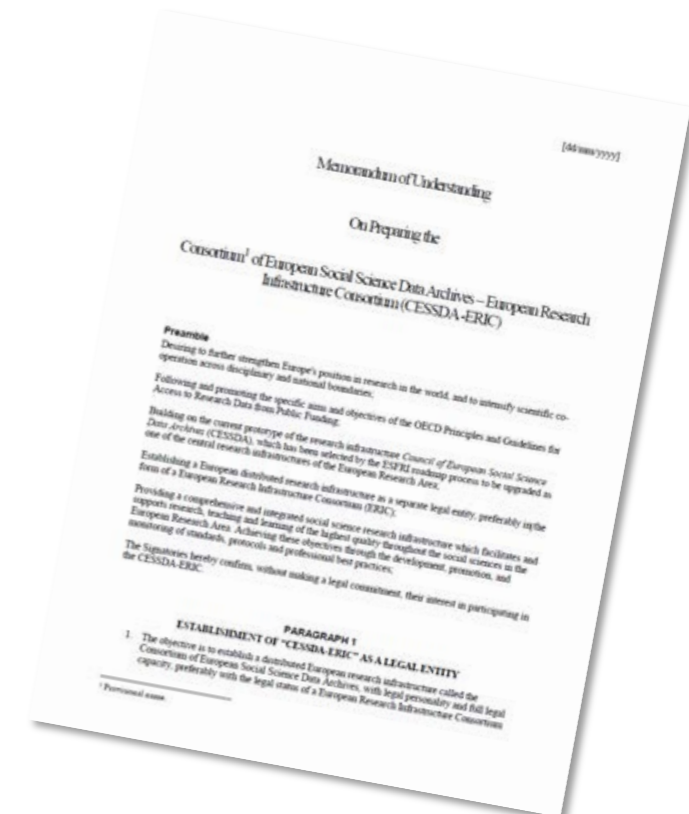 [dd/mm/yyyy]
Memorandum of Understanding
On Preparing the
Consortium¹ of European Social Science Data Archives – European Research
Infrastructure Consortium (CESSDA-ERIC)
Preamble
Desiring to further strengthen Europe's position in research in the world, and to intensify scientific co-
operation across disciplinary and national boundaries;
Following and promoting the specific aims and objectives of the OECD Principles and Guidelines for
Access to Research Data from Public Funding;
Building on the current prototype of the research infrastructure Council of European Social Science
Data Archives (CESSDA), which has been selected by the ESFRI roadmap process to be upgraded as
one of the central research infrastructures of the European Research Area;
Establishing a European distributed research infrastructure as a separate legal entity, preferably in the
form of a European Research Infrastructure Consortium (ERIC);
Providing a comprehensive and integrated social science research infrastructure which facilitates and
supports research, teaching and learning of the highest quality throughout the social sciences in the
European Research Area. Achieving these objectives through the development, promotion, and
monitoring of standards, protocols and professional best practices;
The Signatories hereby confirm, without making a legal commitment, their interest in participating in
the CESSDA-ERIC.
PARAGRAPH 1
ESTABLISHMENT OF "CESSDA-ERIC" AS A LEGAL ENTITY
1. The objective is to establish a distributed European research infrastructure called the
Consortium of European Social Science Data Archives, with legal personality and full legal
capacity, preferably with the legal status of a European Research Infrastructure Consortium
¹ Provisional name.